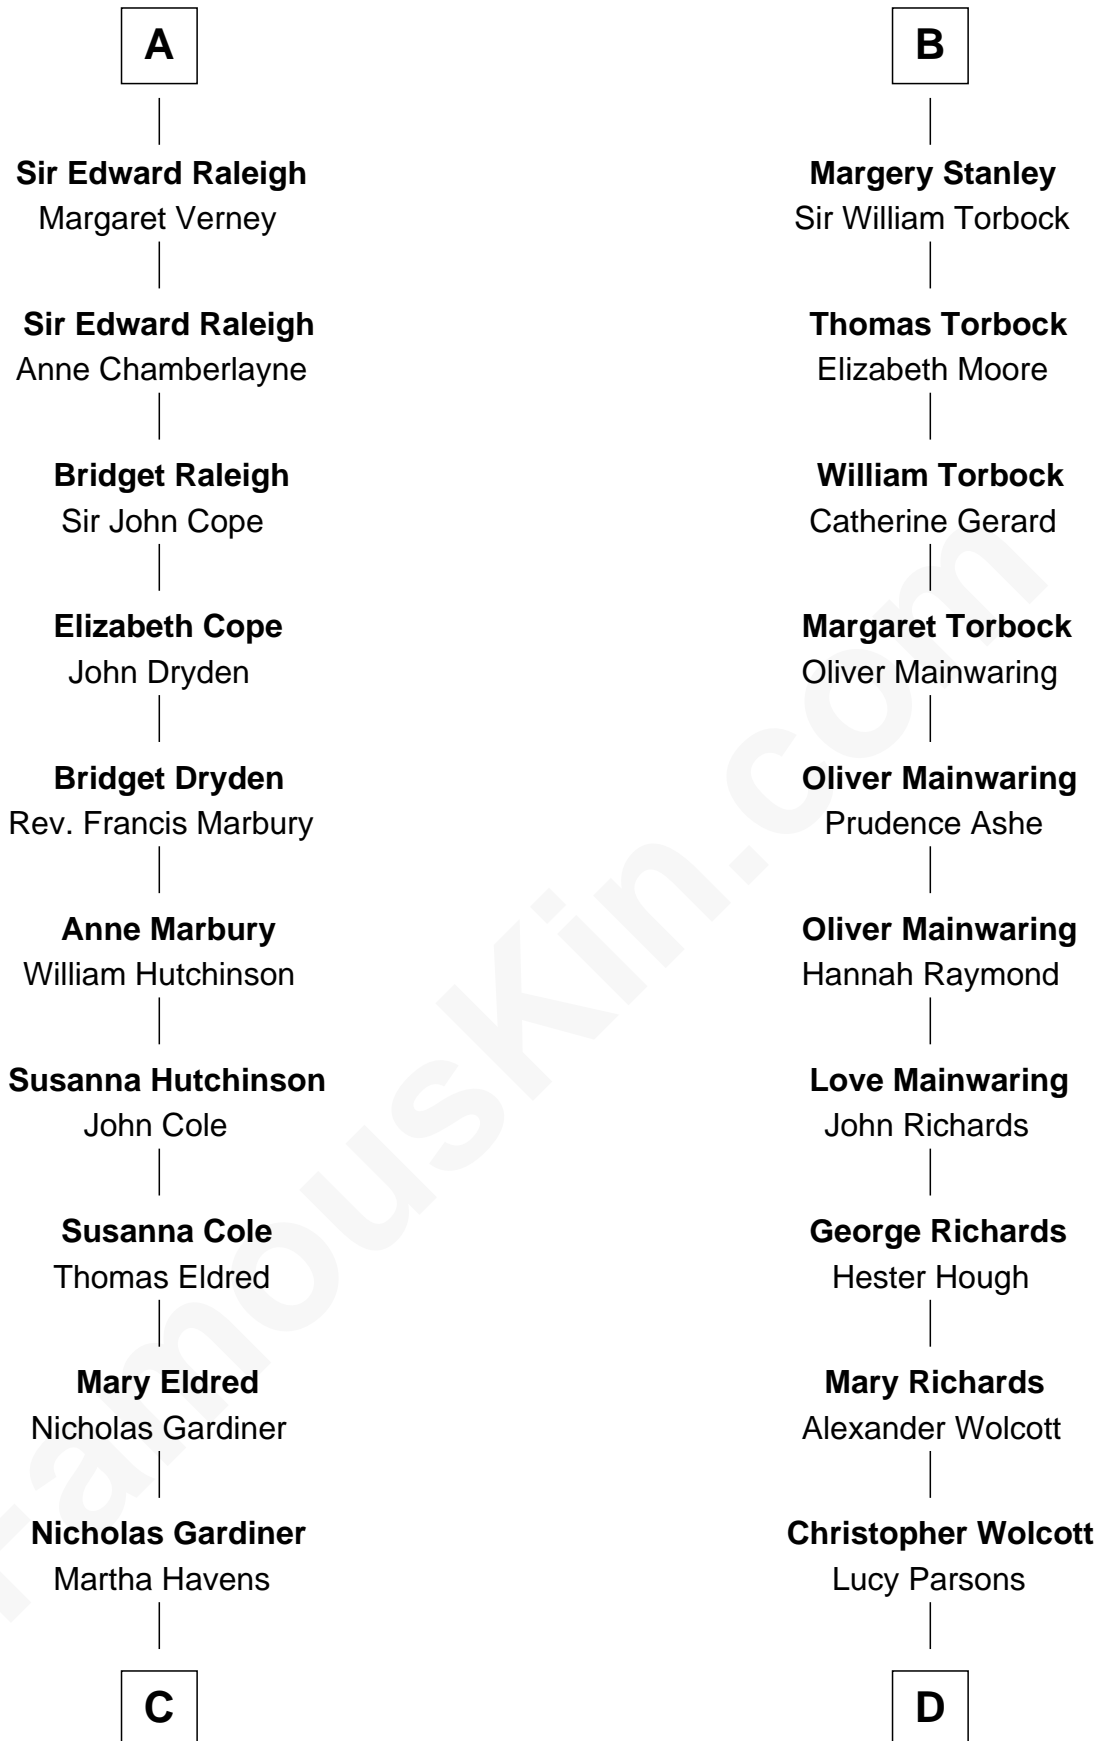 A
Sir Edward Raleigh
Margaret Verney
Sir Edward Raleigh
Anne Chamberlayne
Bridget Raleigh
Sir John Cope
Elizabeth Cope
John Dryden
Bridget Dryden
Rev. Francis Marbury
Anne Marbury
William Hutchinson
Susanna Hutchinson
John Cole
Susanna Cole
Thomas Eldred
Mary Eldred
Nicholas Gardiner
Nicholas Gardiner
Martha Havens
C
B
Margery Stanley
Sir William Torbock
Thomas Torbock
Elizabeth Moore
William Torbock
Catherine Gerard
Margaret Torbock
Oliver Mainwaring
Oliver Mainwaring
Prudence Ashe
Oliver Mainwaring
Hannah Raymond
Love Mainwaring
John Richards
George Richards
Hester Hough
Mary Richards
Alexander Wolcott
Christopher Wolcott
Lucy Parsons
D
FamousKin.com